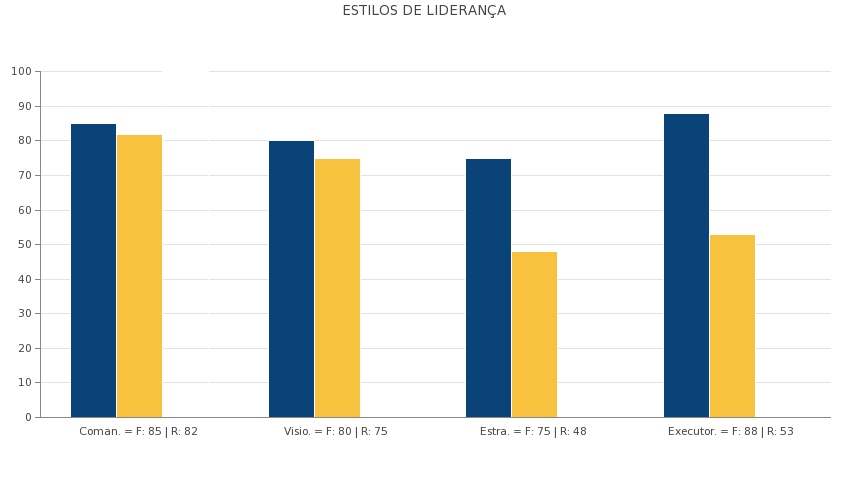 ESTILOS DE LIDERANÇA
100
90
80
70
60
50
40
30
20
10
0
Coman. = F: 85 | R: 82
Visio. = F: 80 | R: 75
Estra. = F: 75 | R: 48
Executor. = F: 88 | R: 53